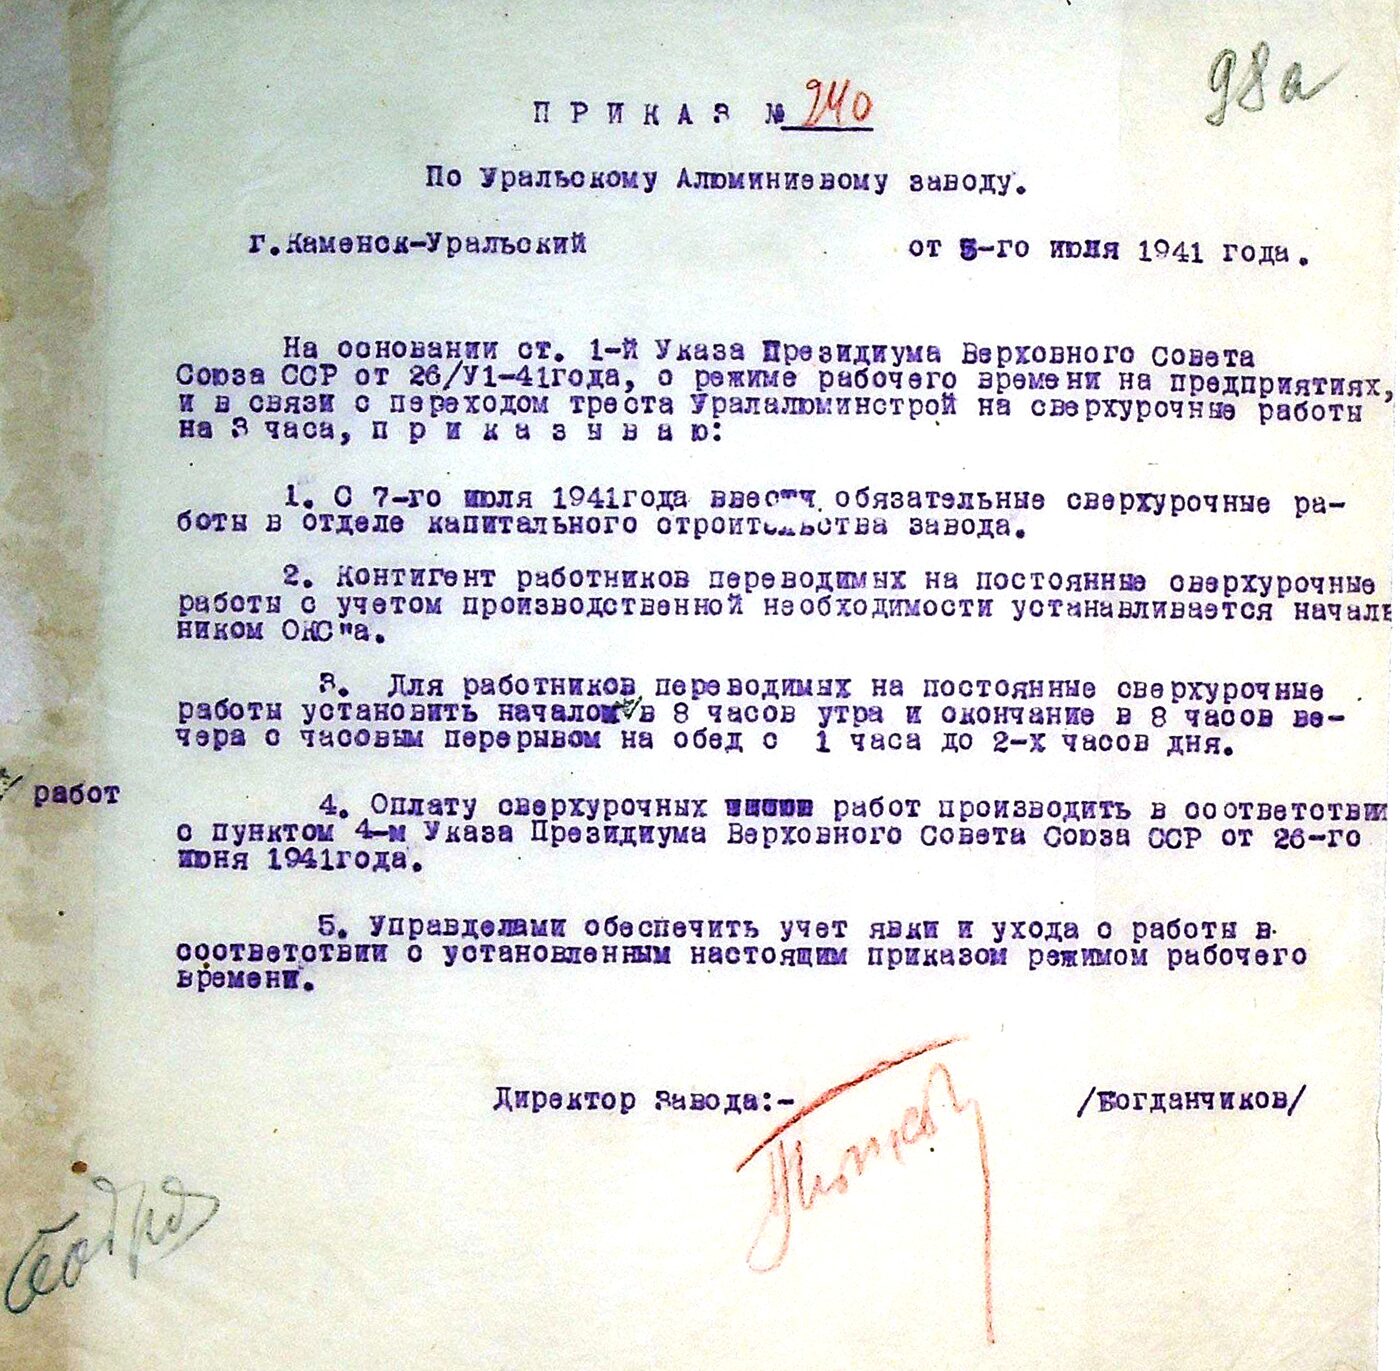 98а
П Р И К А З № 240
По Уральскому Алюминиевому заводу.
г.Каменск-Уральский от 5-го июля 1941 года.
На основании ст. 1-й Указа Президиума Верховного Совета
Союза ССР от 26/У1-41года, о режиме рабочего времени на предприятиях,
и в связи с переходом треста Уралалюминстрой на сверхурочные работы
на 3 часа, п р и к а з ы в а ю:
1. С 7-го июля 1941года ввести обязательные сверхурочные ра-
боты в отделе капитального строительства завода.
2. Контигент работников переводимых на постоянные сверхурочные
работы с учетом производственной необходимости устанавливается началь
ником ОКС"а.
3. Для работников переводимых на постоянные сверхурочные
работы установить начало в 8 часов утра и окончание в 8 часов ве-
чера с часовым перерывом на обед с 1 часа до 2-х часов дня.
работ
4. Оплату сверхурочных работ производить в соответствии
с пунктом 4-м Указа Президиума Верховного Совета Союза ССР от 26-го
июня 1941года.
5. Управделами обеспечить учет явки и ухода с работы в
соответствии с установленным настоящим приказом режимом рабочего
времени.
Директор Завода:- /Богданчиков/